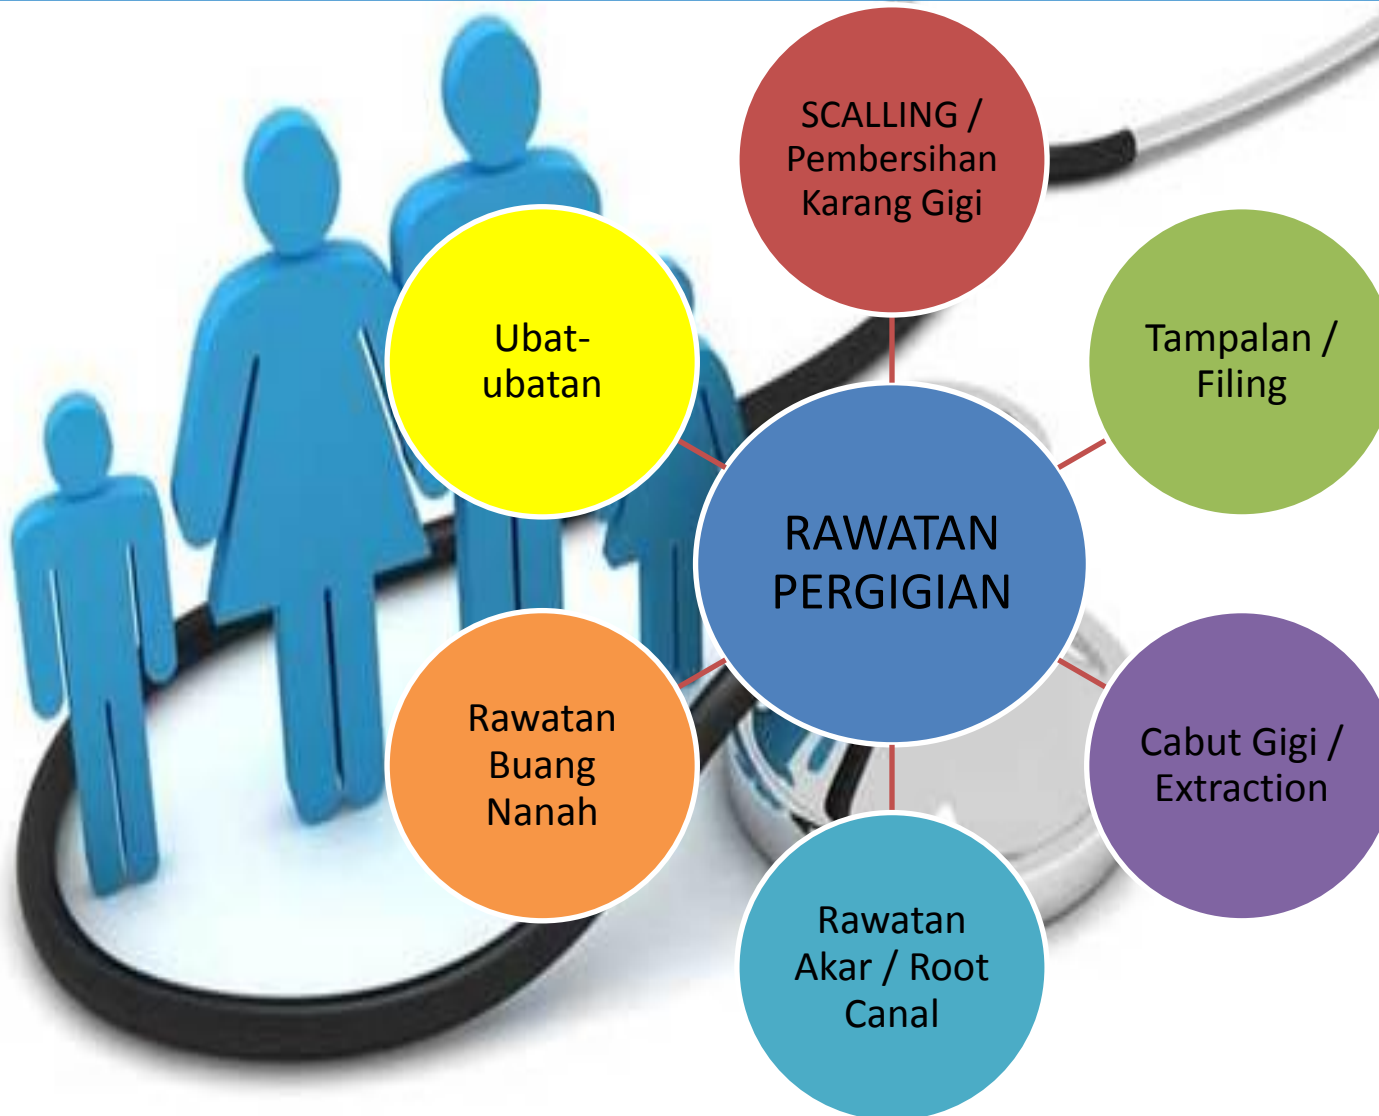 SCALLING /
Pembersihan
Karang Gigi
Ubat-
ubatan
Tampalan /
Filing
RAWATAN
PERGIGIAN
Rawatan
Buang
Nanah
Cabut Gigi /
Extraction
Rawatan
Akar / Root
Canal